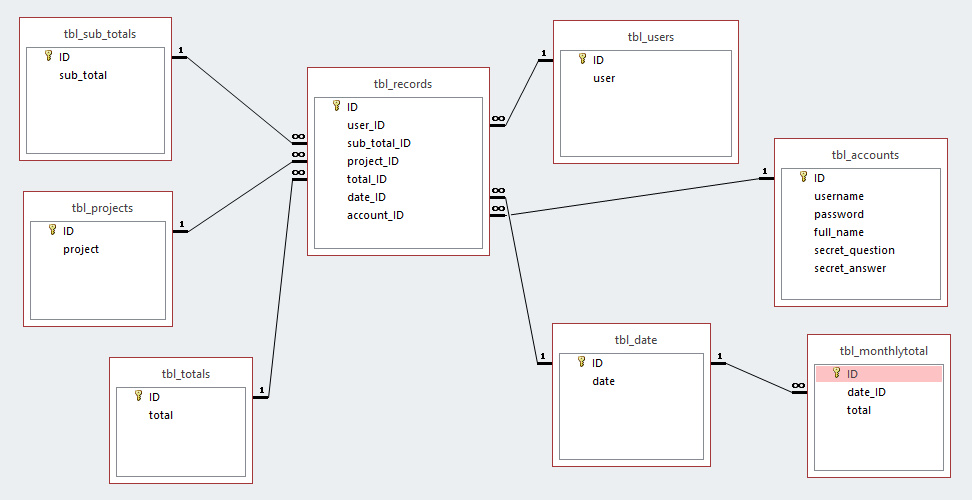 tbl_sub_totals
ID
sub_total
1
tbl_projects
ID
project
1
tbl_totals
ID
total
1
tbl_records
ID
user_ID
sub_total_ID
project_ID
total_ID
date_ID
account_ID
∞
∞
∞
∞
∞
∞
tbl_users
ID
user
1
tbl_accounts
ID
username
password
full_name
secret_question
secret_answer
1
tbl_date
ID
date
1
1
tbl_monthlytotal
ID
date_ID
total
∞